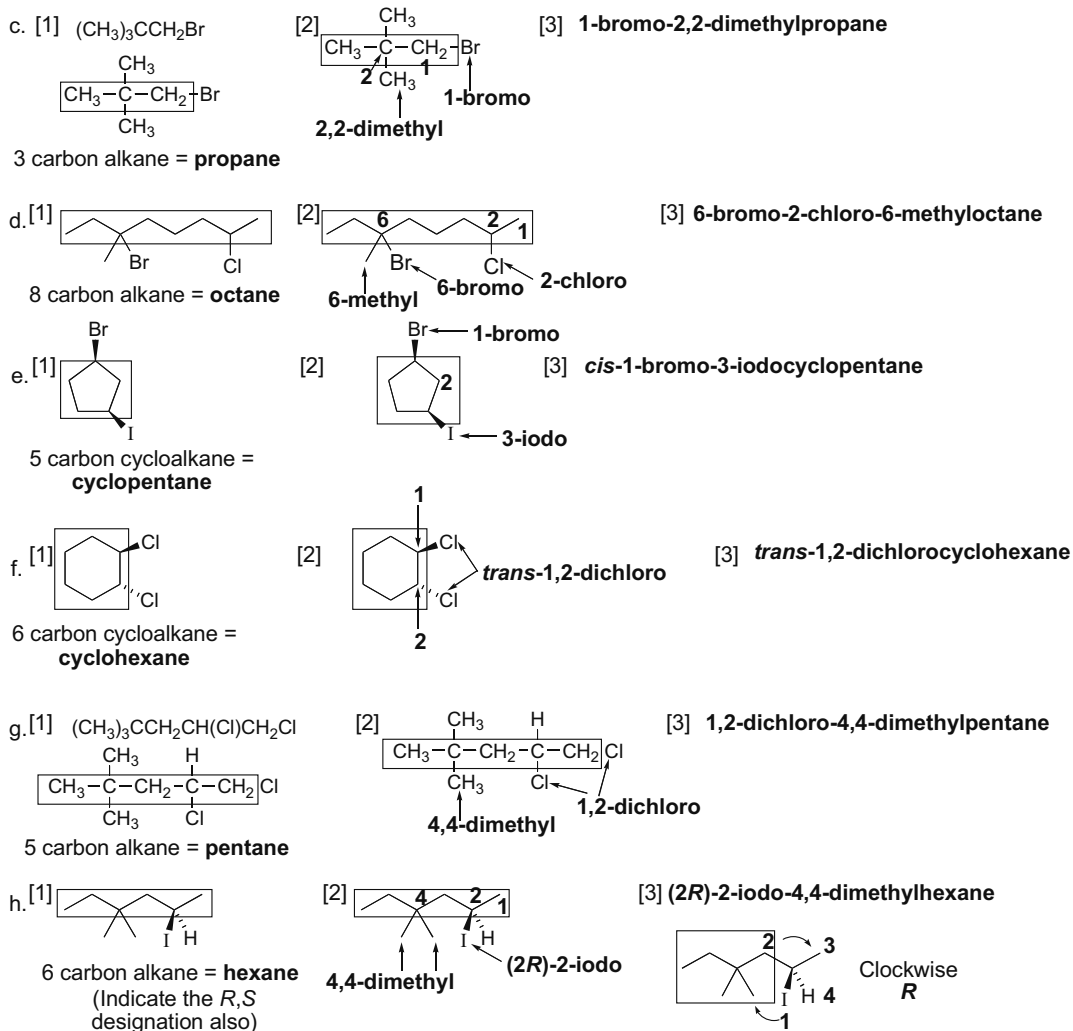 c. [1] (CH₃)₃CCH₂Br [2] CH₃ [3] 1-bromo-2,2-dimethylpropane
CH₃–C–CH₂–Br
2 1
CH₃
CH₃
CH₃–C–CH₂–Br
CH₃
1-bromo
2,2-dimethyl
3 carbon alkane = propane
d. [1] [2] 6 2 1 [3] 6-bromo-2-chloro-6-methyloctane
Br Cl
Br Cl
6-methyl 6-bromo 2-chloro
8 carbon alkane = octane
Br
Br 1-bromo
e. [1] [2] 2 [3] cis-1-bromo-3-iodocyclopentane
I
I 3-iodo
5 carbon cycloalkane =
cyclopentane
1
f. [1] Cl [2] Cl [3] trans-1,2-dichlorocyclohexane
trans-1,2-dichloro
Cl
Cl
2
6 carbon cycloalkane =
cyclohexane
g. [1] (CH₃)₃CCH₂CH(Cl)CH₂Cl [2] CH₃ H [3] 1,2-dichloro-4,4-dimethylpentane
CH₃–C–CH₂–C–CH₂Cl
CH₃ Cl
CH₃ H
CH₃–C–CH₂–C–CH₂Cl
CH₃ Cl
1,2-dichloro
4,4-dimethyl
5 carbon alkane = pentane
h. [1] [2] 4 2 1 [3] (2R)-2-iodo-4,4-dimethylhexane
I H
I H
(2R)-2-iodo
4,4-dimethyl
6 carbon alkane = hexane
(Indicate the R,S
designation also)
2 3
I H 4
1
Clockwise
R